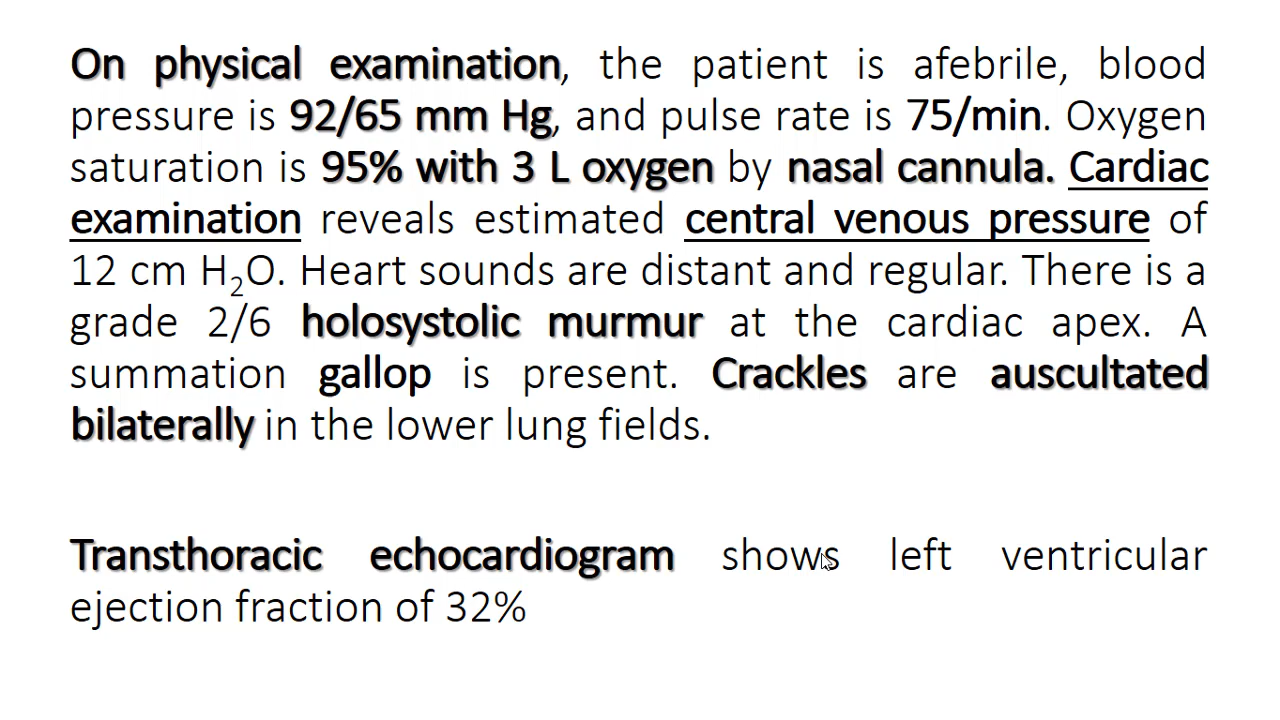 On physical examination, the patient is afebrile, blood
pressure is 92/65 mm Hg, and pulse rate is 75/min. Oxygen
saturation is 95% with 3 L oxygen by nasal cannula. Cardiac
examination reveals estimated central venous pressure of
12 cm H₂O. Heart sounds are distant and regular. There is a
grade 2/6 holosystolic murmur at the cardiac apex. A
summation gallop is present. Crackles are auscultated
bilaterally in the lower lung fields.
Transthoracic echocardiogram shows left ventricular
ejection fraction of 32%